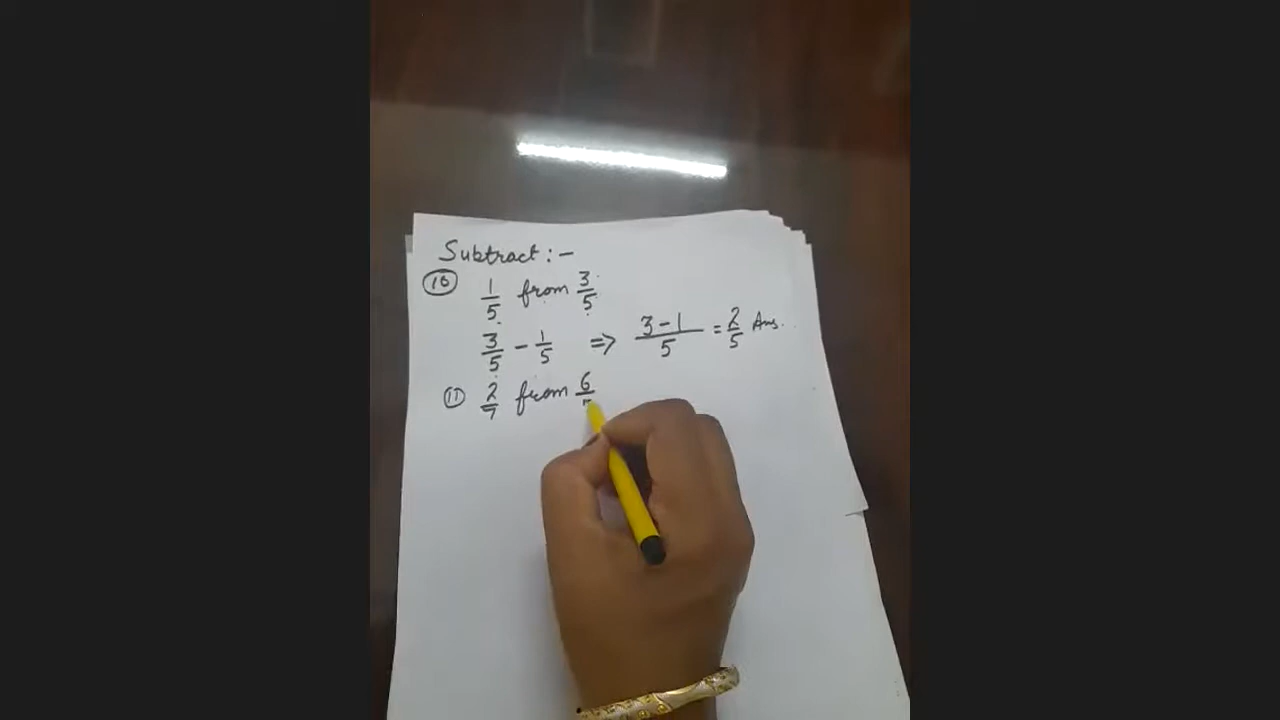 Subtract :-
(10) 1/5 from 3/5
3/5 - 1/5 => 3-1/5 = 2/5 Ans.
(11) 2/7 from 6/